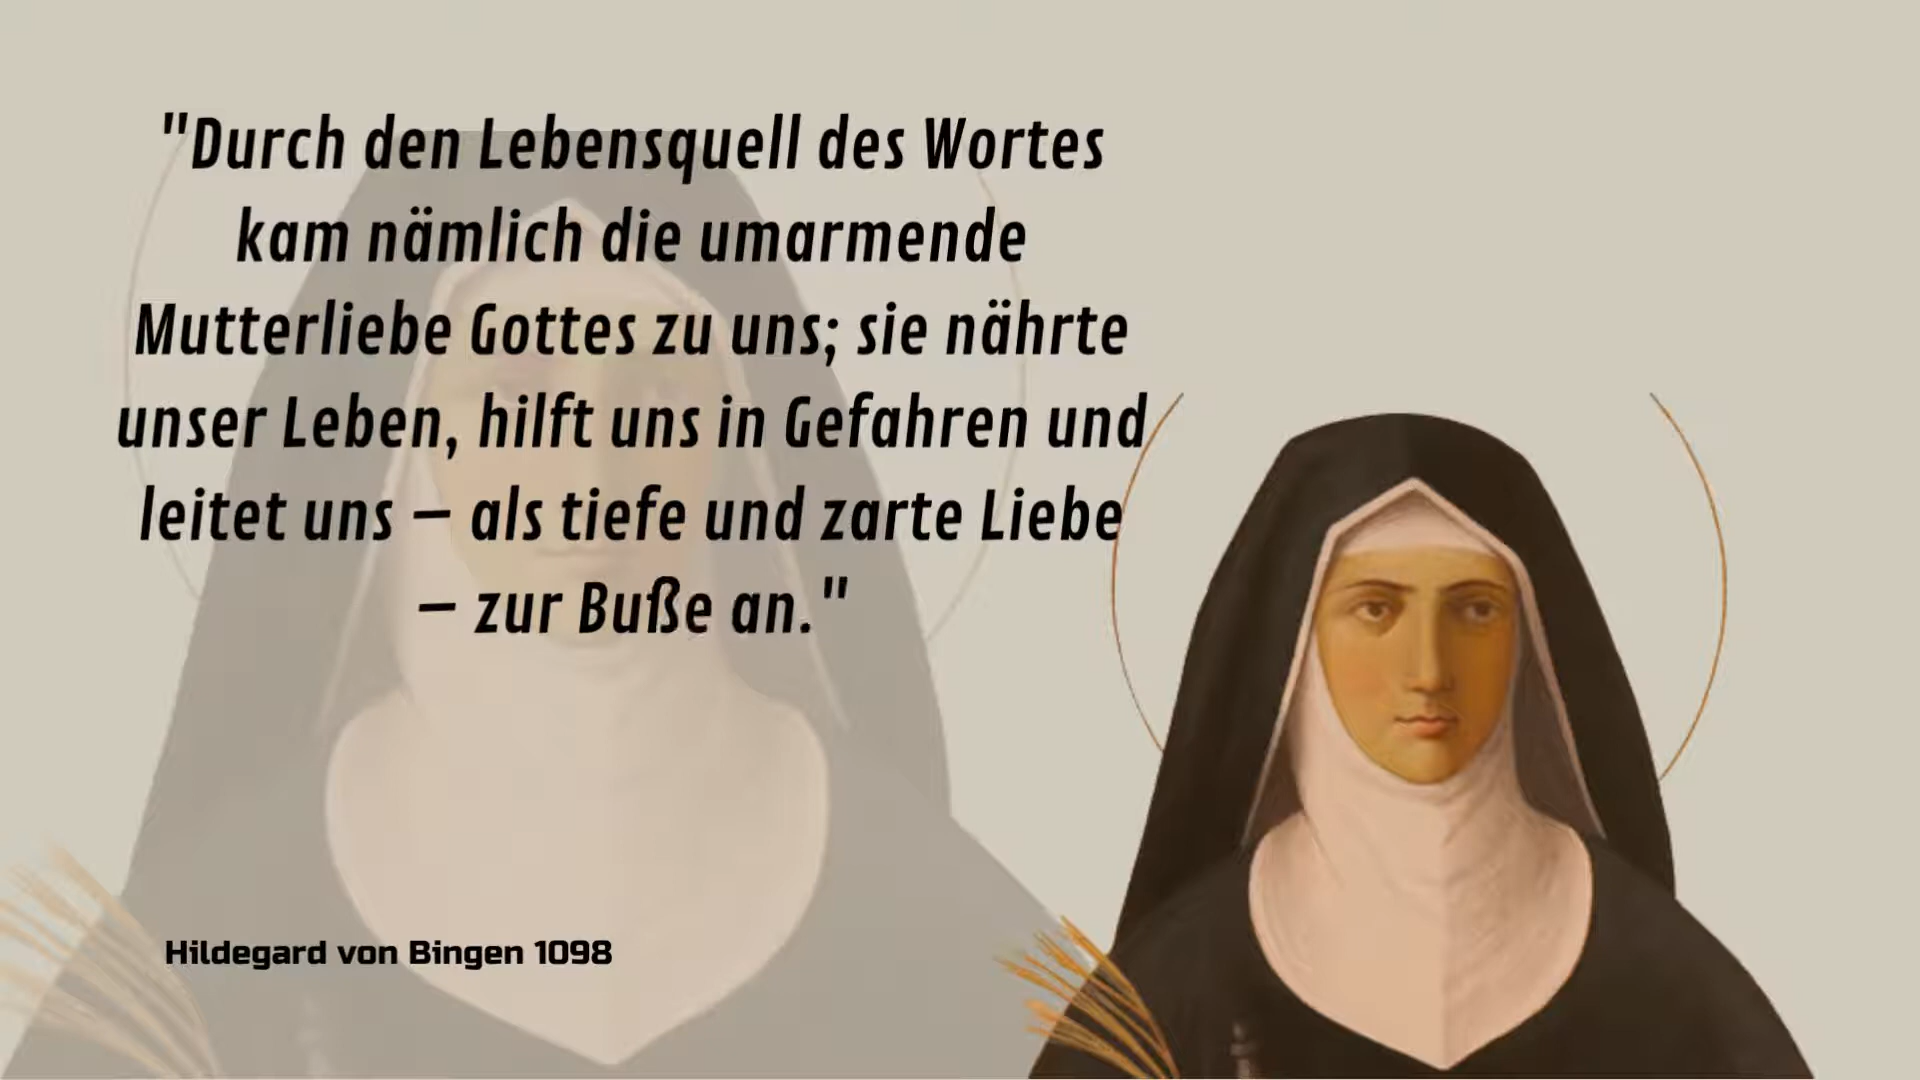 "Durch den Lebensquell des Wortes
kam nämlich die umarmende
Mutterliebe Gottes zu uns; sie nährte
unser Leben, hilft uns in Gefahren und
leitet uns – als tiefe und zarte Liebe
– zur Buße an."
Hildegard von Bingen 1098